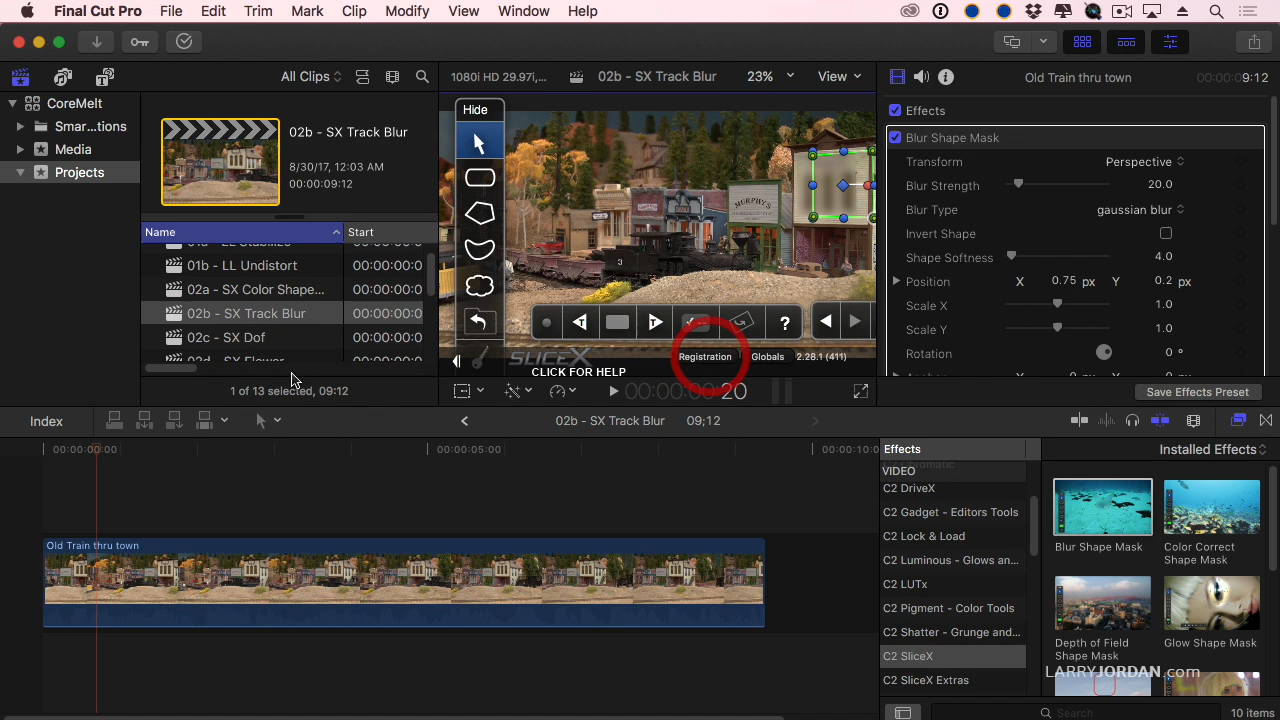 Final Cut Pro File Edit Trim Mark Clip Modify View Window Help
All Clips
1080i HD 29.97i,...
02b - SX Track Blur
23%
View
Old Train thru town
9:12
CoreMelt
Smar...tions
Media
Projects
02b - SX Track Blur
8/30/17, 12:03 AM
00:00:09:12
Name
Start
01b - LL Undistort 00:00:00:0
02a - SX Color Shape... 00:00:00:0
02b - SX Track Blur 00:00:00:0
02c - SX Dof 00:00:00:0
1 of 13 selected, 09:12
Hide
MURPHY'S
3
T
T
?
SLICEX
Registration
Globals
2.28.1 (411)
CLICK FOR HELP
20
Effects
Blur Shape Mask
Transform Perspective
Blur Strength 20.0
Blur Type gaussian blur
Invert Shape
Shape Softness 4.0
Position X 0.75 px Y 0.2 px
Scale X 1.0
Scale Y 1.0
Rotation 0 °
Save Effects Preset
Index
02b - SX Track Blur
09;12
00:00:00:00
00:00:05:00
00:00:10:0
Old Train thru town
Effects
Installed Effects
VIDEO
C2 DriveX
C2 Gadget - Editors Tools
C2 Lock & Load
C2 Luminous - Glows an...
C2 LUTx
C2 Pigment - Color Tools
C2 Shatter - Grunge and...
C2 SliceX
C2 SliceX Extras
Blur Shape Mask
Color Correct
Shape Mask
Depth of Field
Shape Mask
Glow Shape Mask
LARRYJORDAN.com
Search
10 items